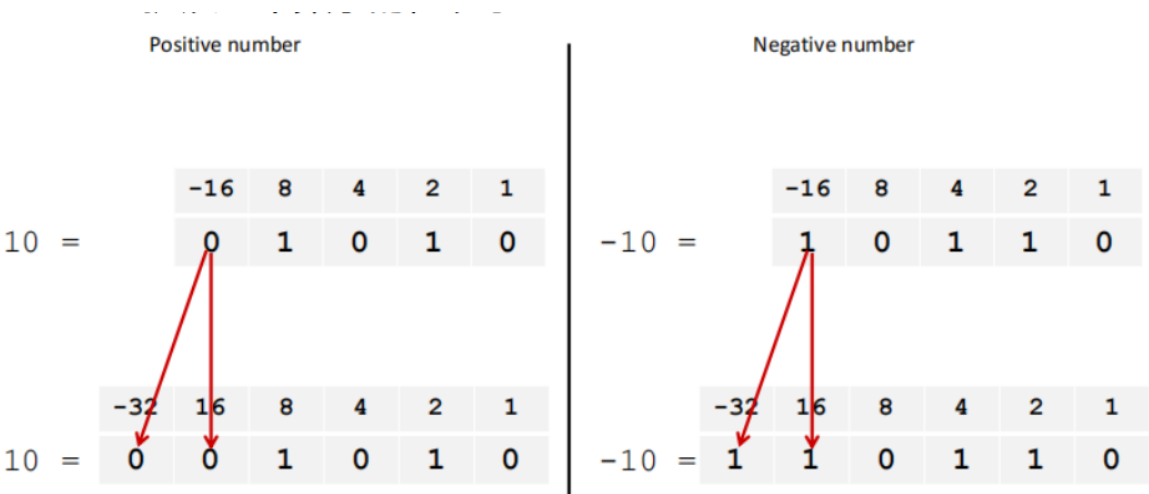 Positive number
-16 8 4 2 1
10 = 0 1 0 1 0
-32 16 8 4 2 1
10 = 0 0 1 0 1 0
Negative number
-16 8 4 2 1
-10 = 1 0 1 1 0
-32 16 8 4 2 1
-10 = 1 1 0 1 1 0